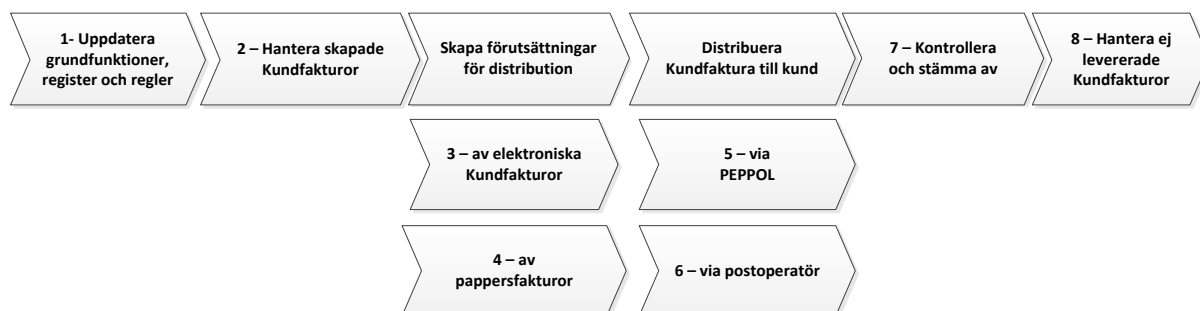 1- Uppdatera
grundfunktioner,
register och regler
2 – Hantera skapade
Kundfakturor
Skapa förutsättningar
för distribution
Distribuera
Kundfaktura till kund
7 – Kontrollera
och stämma av
8 – Hantera ej
levererade
Kundfakturor
3 – av elektroniska
Kundfakturor
5 – via
PEPPOL
4 – av
pappersfakturor
6 – via postoperatör